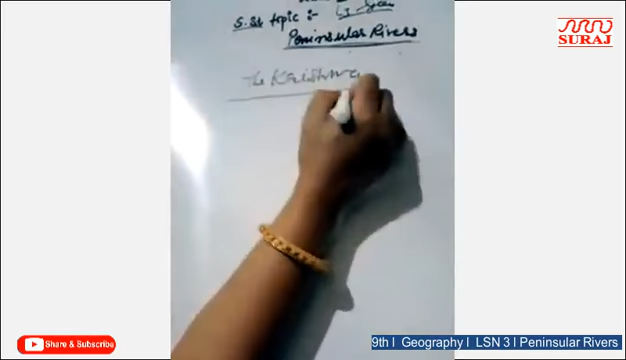 S.St topic :-
Peninsular Rivers
The Krishna
SURAJ
Share & Subscribe
9th I Geography I LSN 3 I Peninsular Rivers